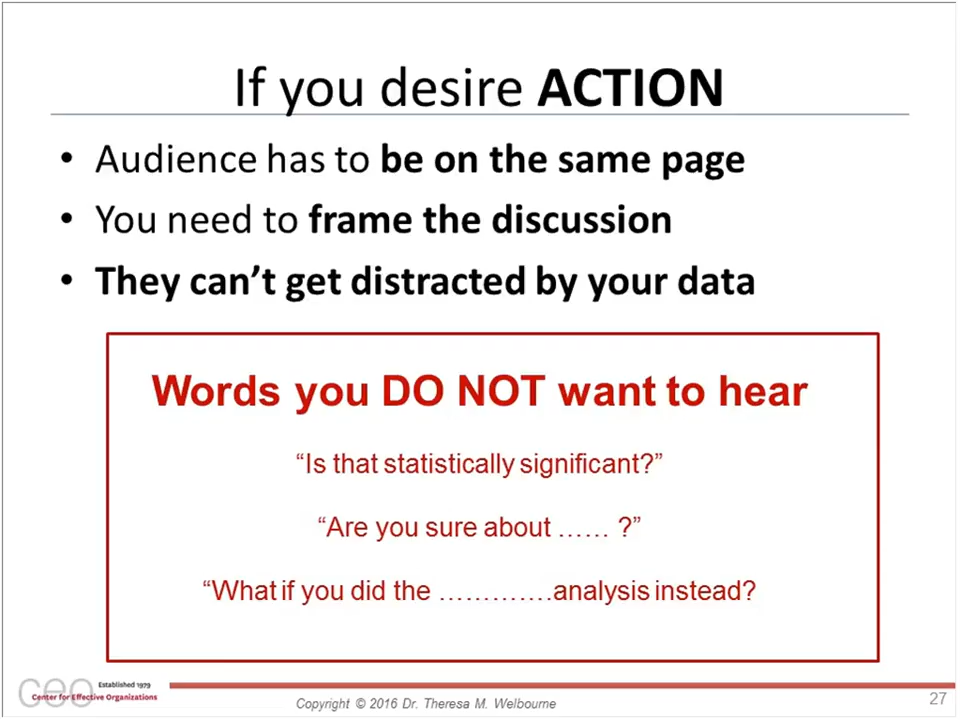 If you desire ACTION
• Audience has to be on the same page
• You need to frame the discussion
• They can’t get distracted by your data
Words you DO NOT want to hear
“Is that statistically significant?”
“Are you sure about …… ?”
“What if you did the ………….analysis instead?
ceo Established 1979
Center for Effective Organizations
Copyright © 2016 Dr. Theresa M. Welbourne
27